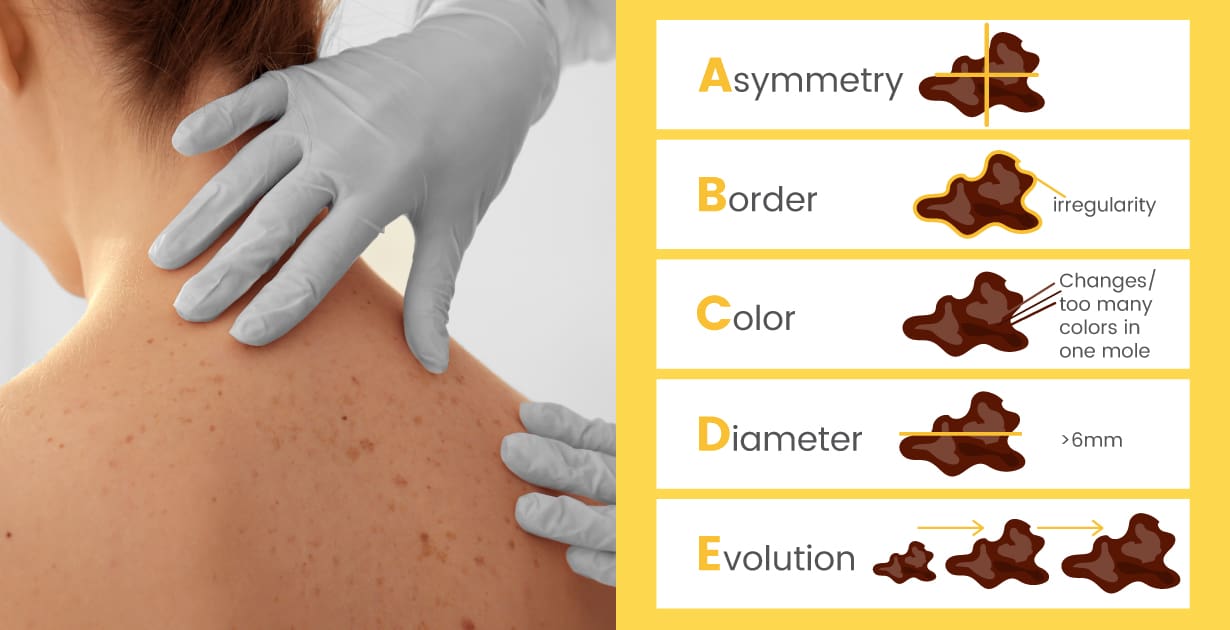 Asymmetry
Border
irregularity
Color
Changes/
too many
colors in
one mole
Diameter
>6mm
Evolution